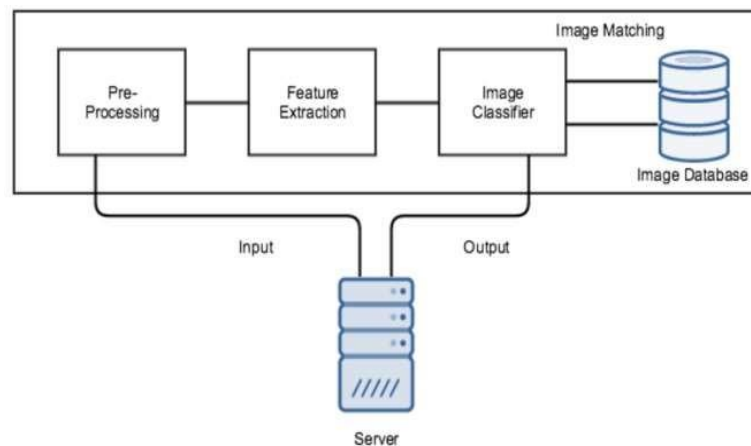 Image Matching
Pre-
Processing
Feature
Extraction
Image
Classifier
Image Database
Input
Output
Server